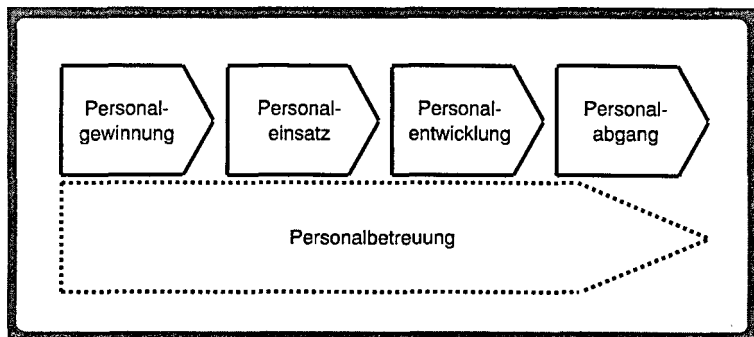 Personal-
gewinnung
Personal-
einsatz
Personal-
entwicklung
Personal-
abgang
Personalbetreuung